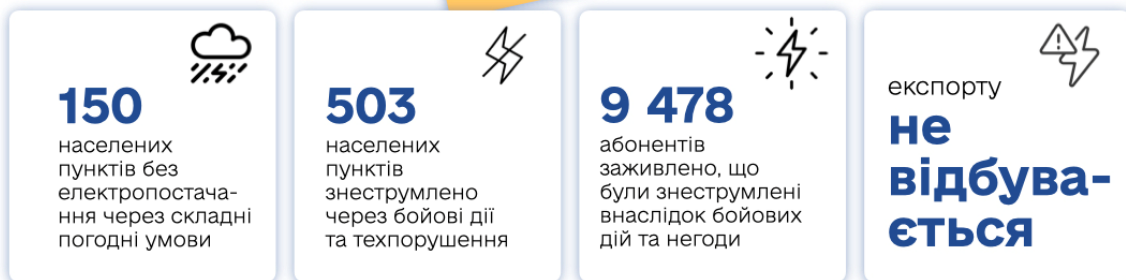 150
населених
пунктів без
електропостача-
ння через складні
погодні умови
503
населених
пунктів
знеструмлено
через бойові дії
та техпорушення
9 478
абонентів
заживлено, що
були знеструмлені
внаслідок бойових
дій та негоди
експорту
не
відбува-
ється